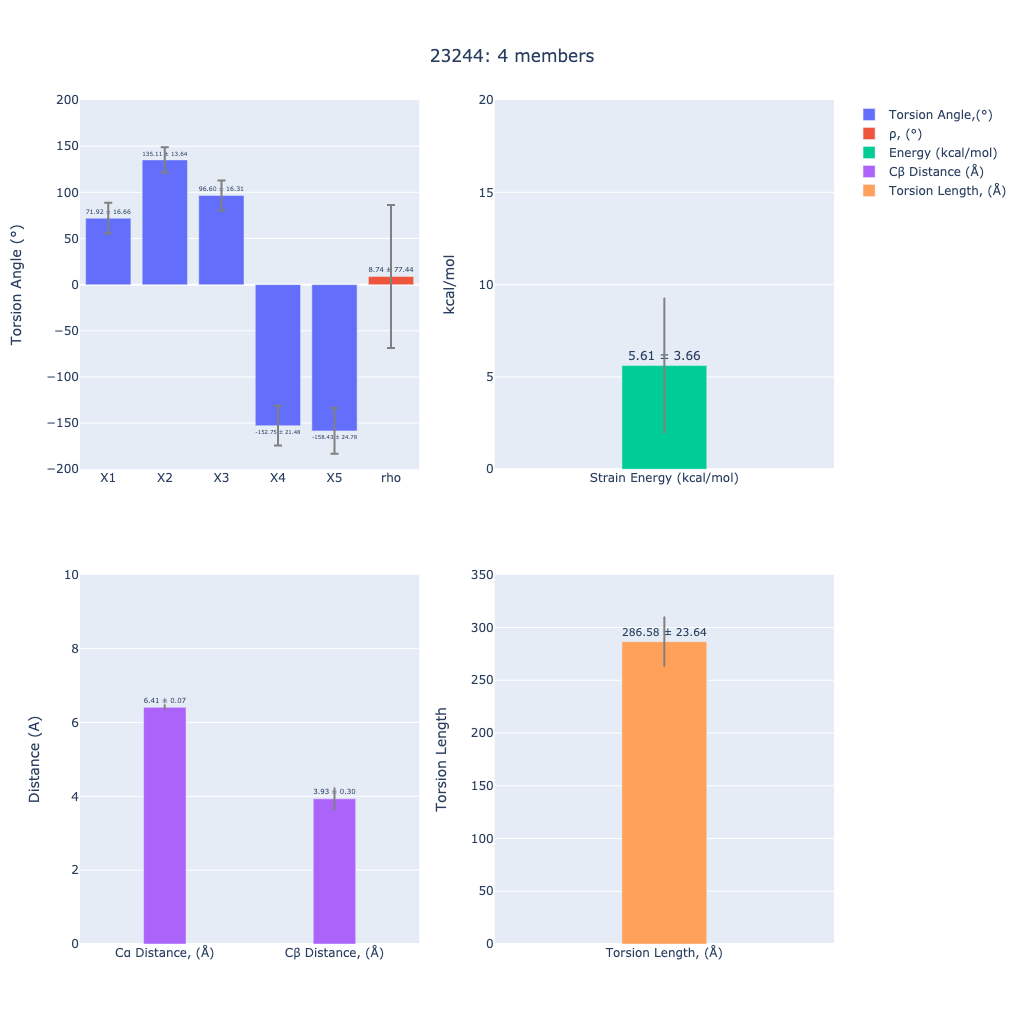 23244: 4 members
Torsion Angle (°)
200
150
100
50
0
−50
−100
−150
−200
71.92 ± 16.66
135.11 ± 13.64
96.60 ± 16.31
-152.75 ± 21.48
-158.43 ± 24.78
8.74 ± 77.44
X1 X2 X3 X4 X5 rho
kcal/mol
20
15
10
5
0
5.61 ± 3.66
Strain Energy (kcal/mol)
Torsion Angle,(°)
ρ, (°)
Energy (kcal/mol)
Cβ Distance (Å)
Torsion Length, (Å)
Distance (A)
10
8
6
4
2
0
6.41 ± 0.07
3.93 ± 0.30
Cα Distance, (Å) Cβ Distance, (Å)
Torsion Length
350
300
250
200
150
100
50
0
286.58 ± 23.64
Torsion Length, (Å)